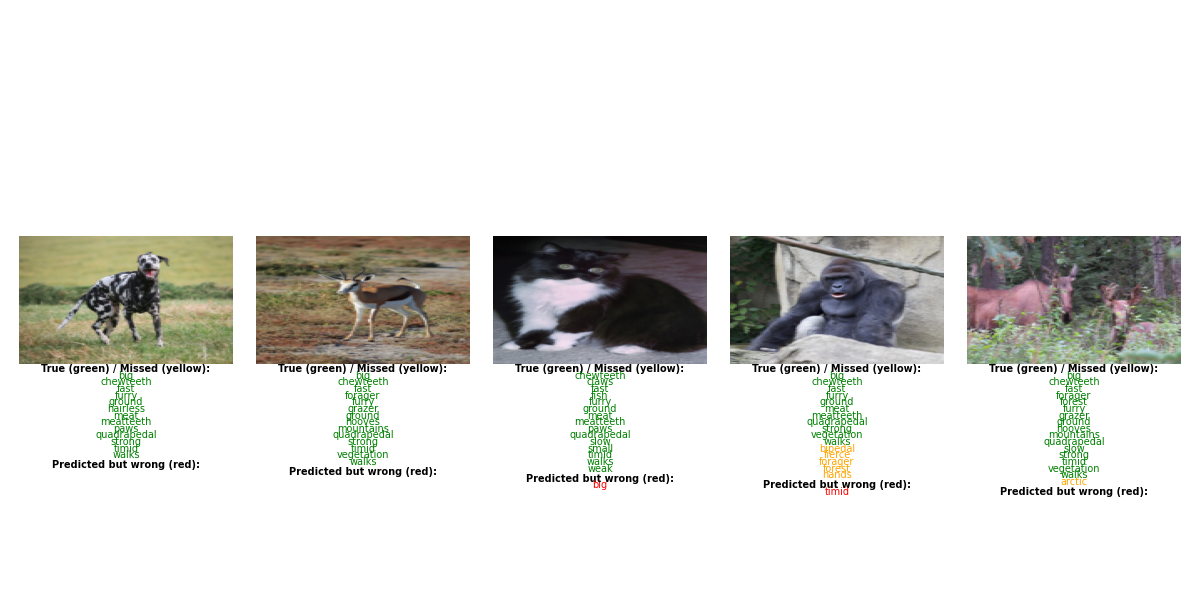 True (green) / Missed (yellow):
big
chewteeth
fast
furry
ground
hairless
meat
meatteeth
paws
quadrapedal
strong
timid
walks
Predicted but wrong (red):
True (green) / Missed (yellow):
big
chewteeth
fast
forager
furry
grazer
ground
hooves
mountains
quadrapedal
strong
timid
vegetation
walks
Predicted but wrong (red):
True (green) / Missed (yellow):
chewteeth
claws
fast
fish
furry
ground
meat
meatteeth
paws
quadrapedal
slow
small
timid
walks
weak
Predicted but wrong (red):
big
True (green) / Missed (yellow):
big
chewteeth
fast
furry
ground
meat
meatteeth
quadrapedal
strong
vegetation
walks
bipedal
fierce
forager
forest
hands
Predicted but wrong (red):
timid
True (green) / Missed (yellow):
big
chewteeth
fast
forager
forest
furry
grazer
ground
hooves
mountains
quadrapedal
slow
strong
timid
vegetation
walks
arctic
Predicted but wrong (red):